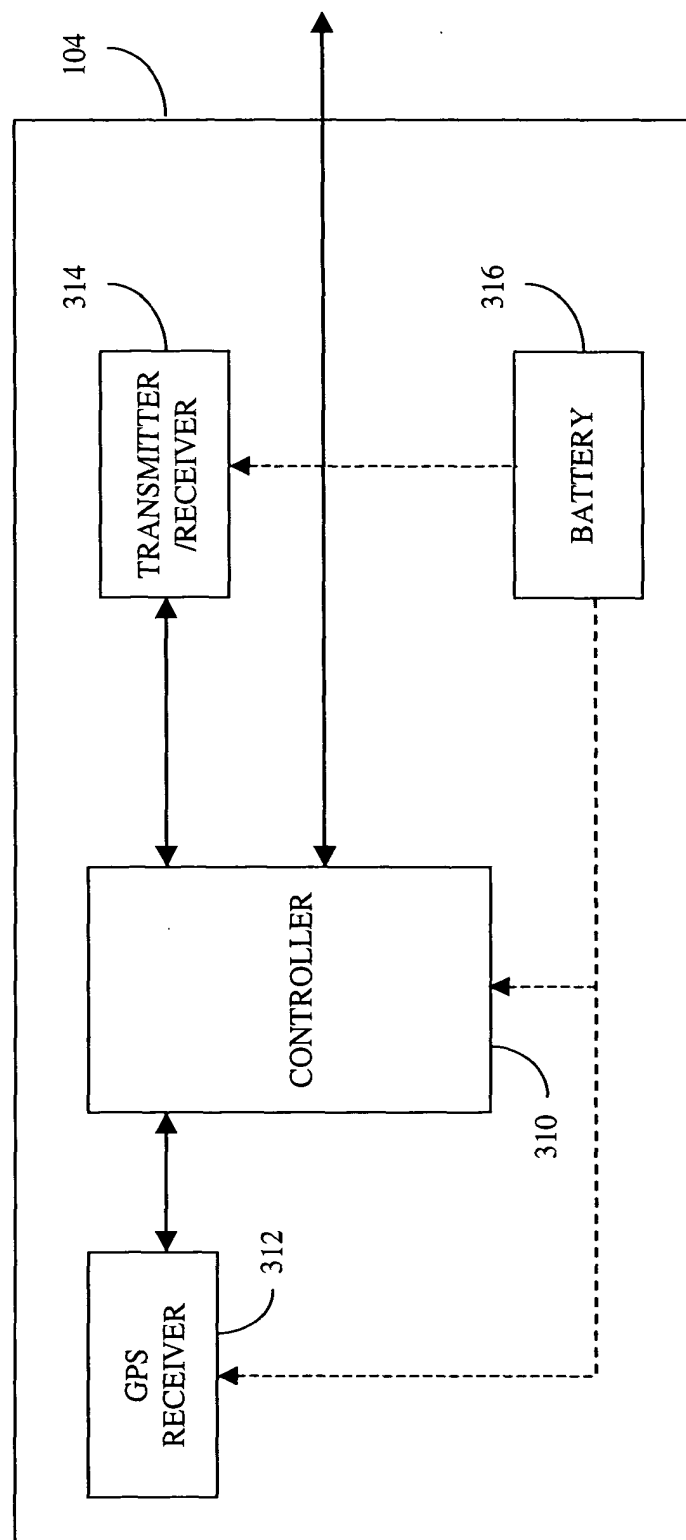 104
314
TRANSMITTER
/RECEIVER
316
BATTERY
CONTROLLER
310
312
GPS
RECEIVER